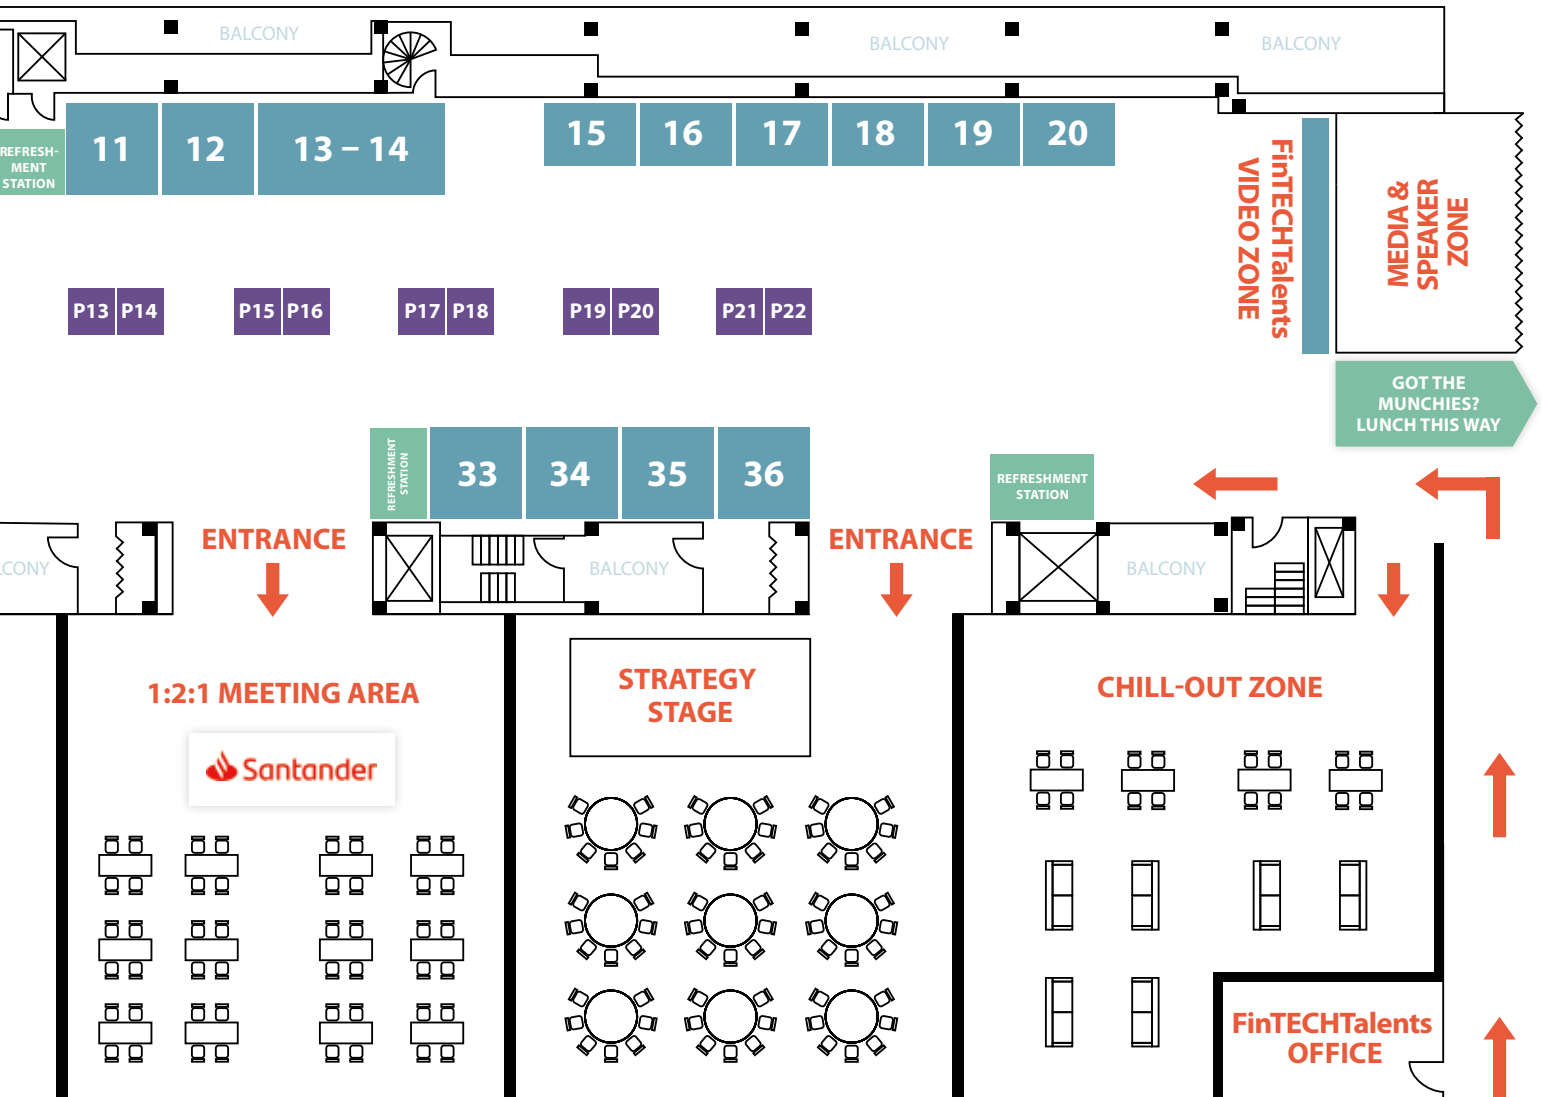 BALCONY
BALCONY
BALCONY
REFRESH-
MENT
STATION
11
12
13 – 14
15
16
17
18
19
20
FinTECHTalents
VIDEO ZONE
MEDIA &
SPEAKER
ZONE
P13
P14
P15
P16
P17
P18
P19
P20
P21
P22
GOT THE
MUNCHIES?
LUNCH THIS WAY
REFRESHMENT
STATION
33
34
35
36
REFRESHMENT
STATION
ENTRANCE
ENTRANCE
LCONY
BALCONY
BALCONY
1:2:1 MEETING AREA
Santander
STRATEGY
STAGE
CHILL-OUT ZONE
FinTECHTalents
OFFICE